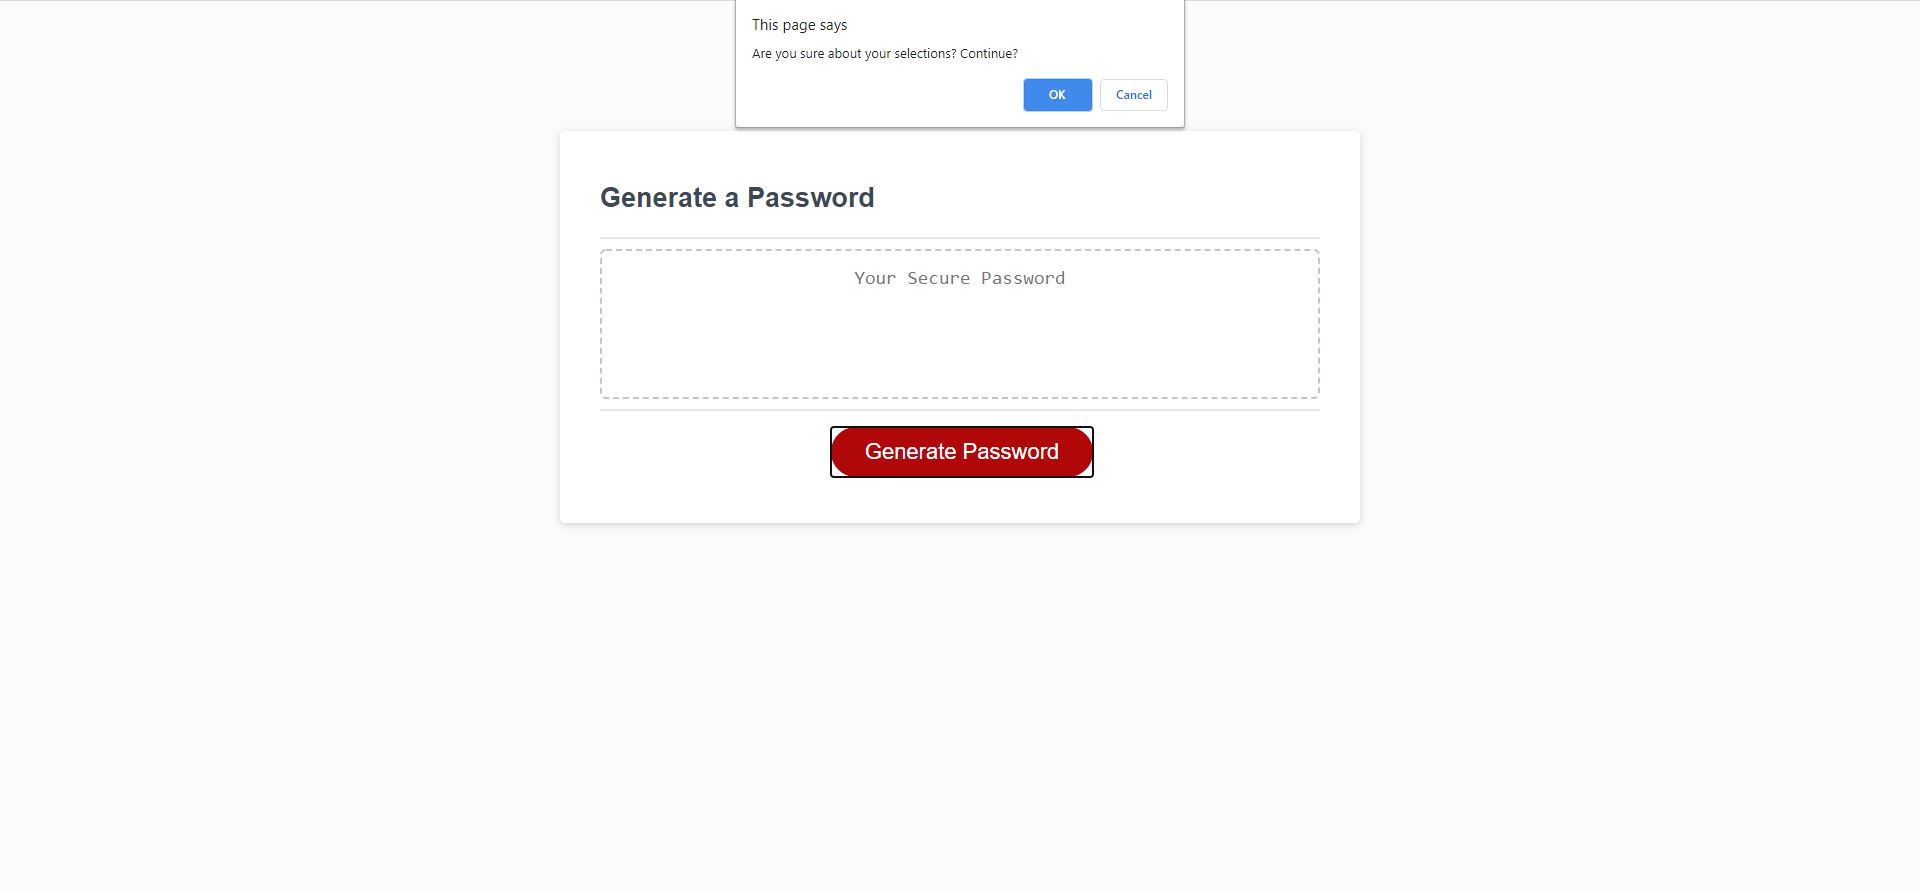 This page says
Are you sure about your selections? Continue?
OK
Cancel
Generate a Password
Your Secure Password
Generate Password